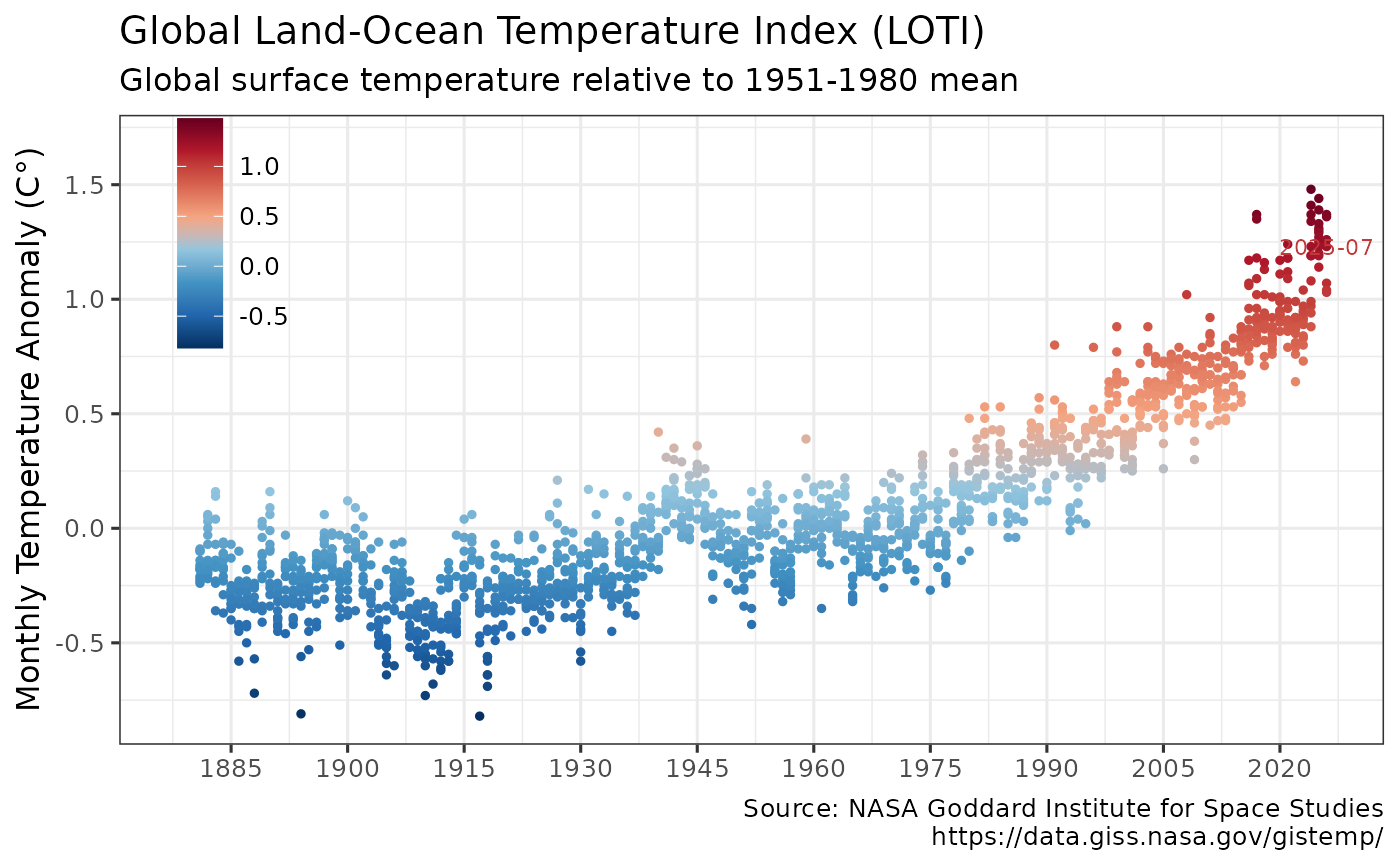 Global Land-Ocean Temperature Index (LOTI)
Global surface temperature relative to 1951-1980 mean
Monthly Temperature Anomaly (C°)
1.5
1.0
0.5
0.0
-0.5
1.0
0.5
0.0
-0.5
2025-07
1885 1900 1915 1930 1945 1960 1975 1990 2005 2020
Source: NASA Goddard Institute for Space Studies
https://data.giss.nasa.gov/gistemp/